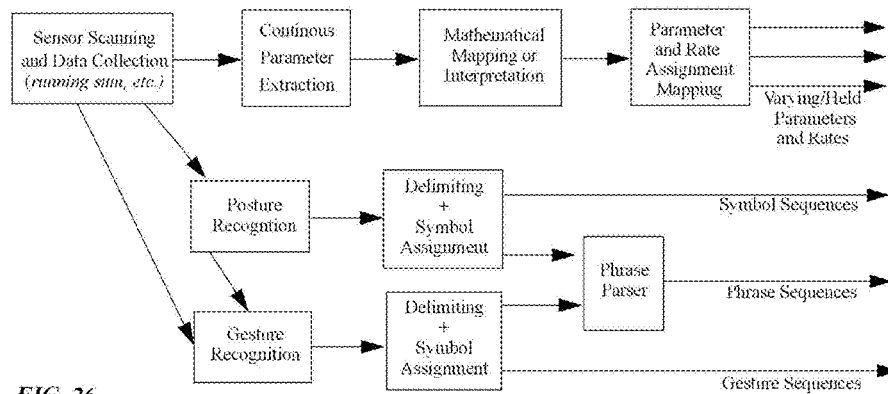 Sensor Scanning
and Data Collection
(running sum, etc.)
Continous
Parameter
Extraction
Mathematical
Mapping or
Interpretation
Parameter
and Rate
Assignment
Mapping
Varying/Held
Parameters
and Rates
Posture
Recogntion
Delimiting
+
Symbol
Assignment
Symbol Sequences
Phrase
Parser
Phrase Sequences
Gesture
Recognition
Delimiting
+
Symbol
Assignment
Gesture Sequences
FIG. 26